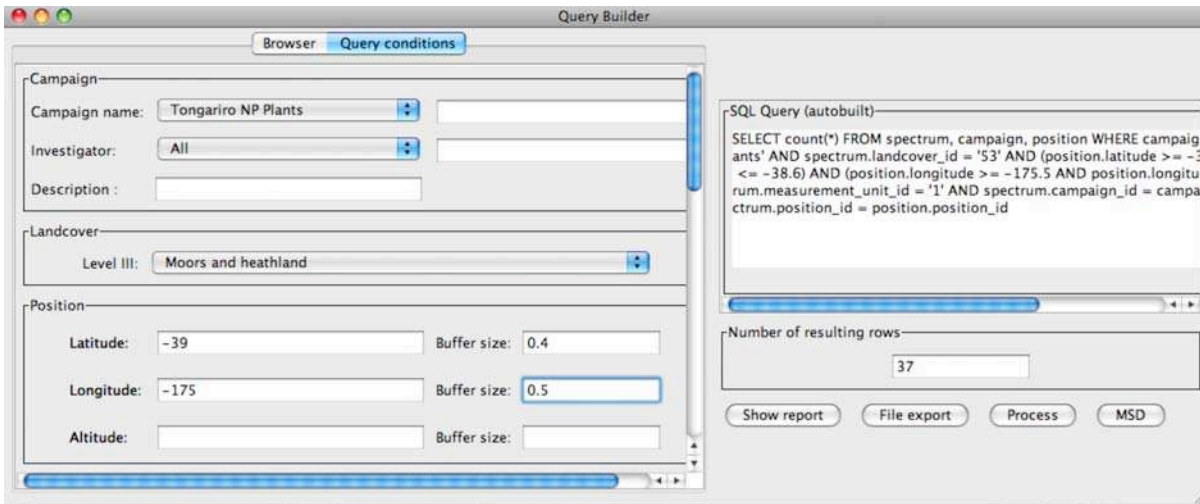 Query Builder
Browser Query conditions
Campaign
Campaign name: Tongariro NP Plants
Investigator: All
Description :
Landcover
Level III: Moors and heathland
Position
Latitude: -39 Buffer size: 0.4
Longitude: -175 Buffer size: 0.5
Altitude: Buffer size:
SQL Query (autobuilt)
SELECT count(*) FROM spectrum, campaign, position WHERE campaig
ants' AND spectrum.landcover_id = '53' AND (position.latitude >= -3
<= -38.6) AND (position.longitude >= -175.5 AND position.longitu
rum.measurement_unit_id = '1' AND spectrum.campaign_id = campa
ctrum.position_id = position.position_id
Number of resulting rows
37
Show report File export Process MSD